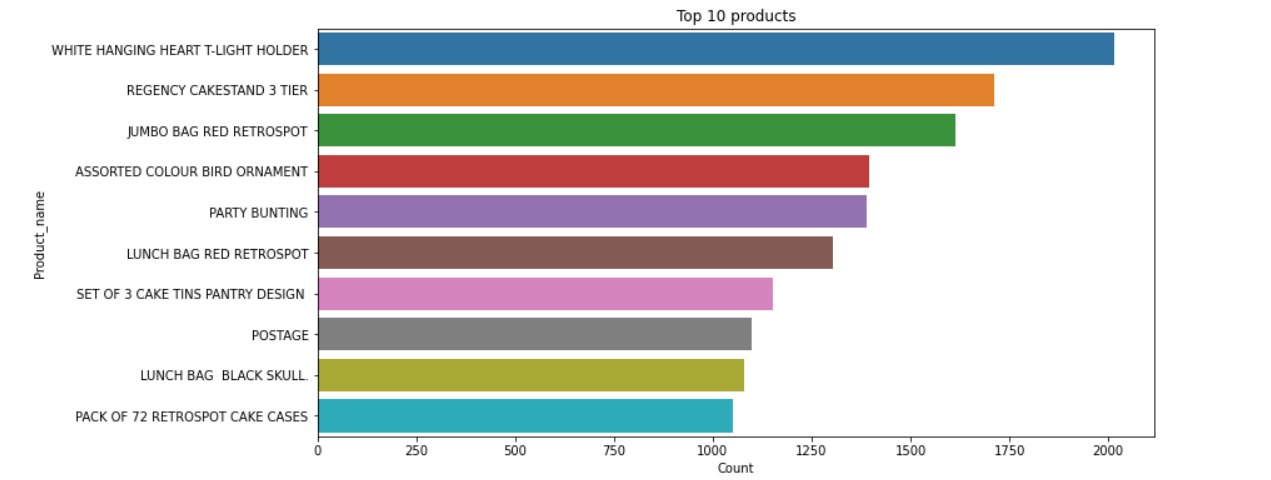 Top 10 products
WHITE HANGING HEART T-LIGHT HOLDER
REGENCY CAKESTAND 3 TIER
JUMBO BAG RED RETROSPOT
ASSORTED COLOUR BIRD ORNAMENT
PARTY BUNTING
LUNCH BAG RED RETROSPOT
SET OF 3 CAKE TINS PANTRY DESIGN
POSTAGE
LUNCH BAG  BLACK SKULL.
PACK OF 72 RETROSPOT CAKE CASES
Product_name
0 250 500 750 1000 1250 1500 1750 2000
Count